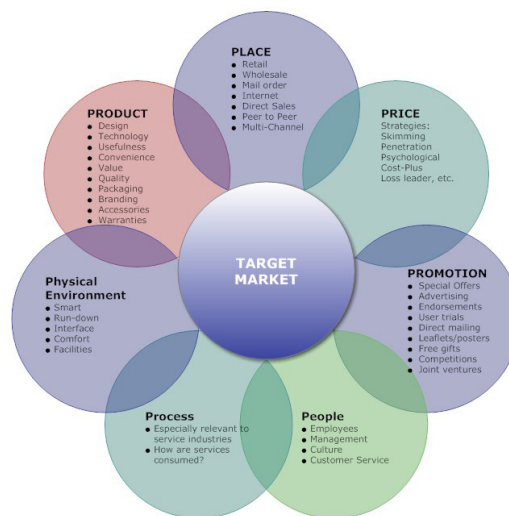 PLACE
● Retail
● Wholesale
● Mail order
● Internet
● Direct Sales
● Peer to Peer
● Multi-Channel
PRODUCT
● Design
● Technology
● Usefulness
● Convenience
● Value
● Quality
● Packaging
● Branding
● Accessories
● Warranties
PRICE
Strategies:
Skimming
Penetration
Psychological
Cost-Plus
Loss leader, etc.
TARGET
MARKET
Physical
Environment
● Smart
● Run-down
● Interface
● Comfort
● Facilities
PROMOTION
● Special Offers
● Advertising
● Endorsements
● User trials
● Direct mailing
● Leaflets/posters
● Free gifts
● Competitions
● Joint ventures
Process
● Especially relevant to
service industries
● How are services
consumed?
People
● Employees
● Management
● Culture
● Customer Service